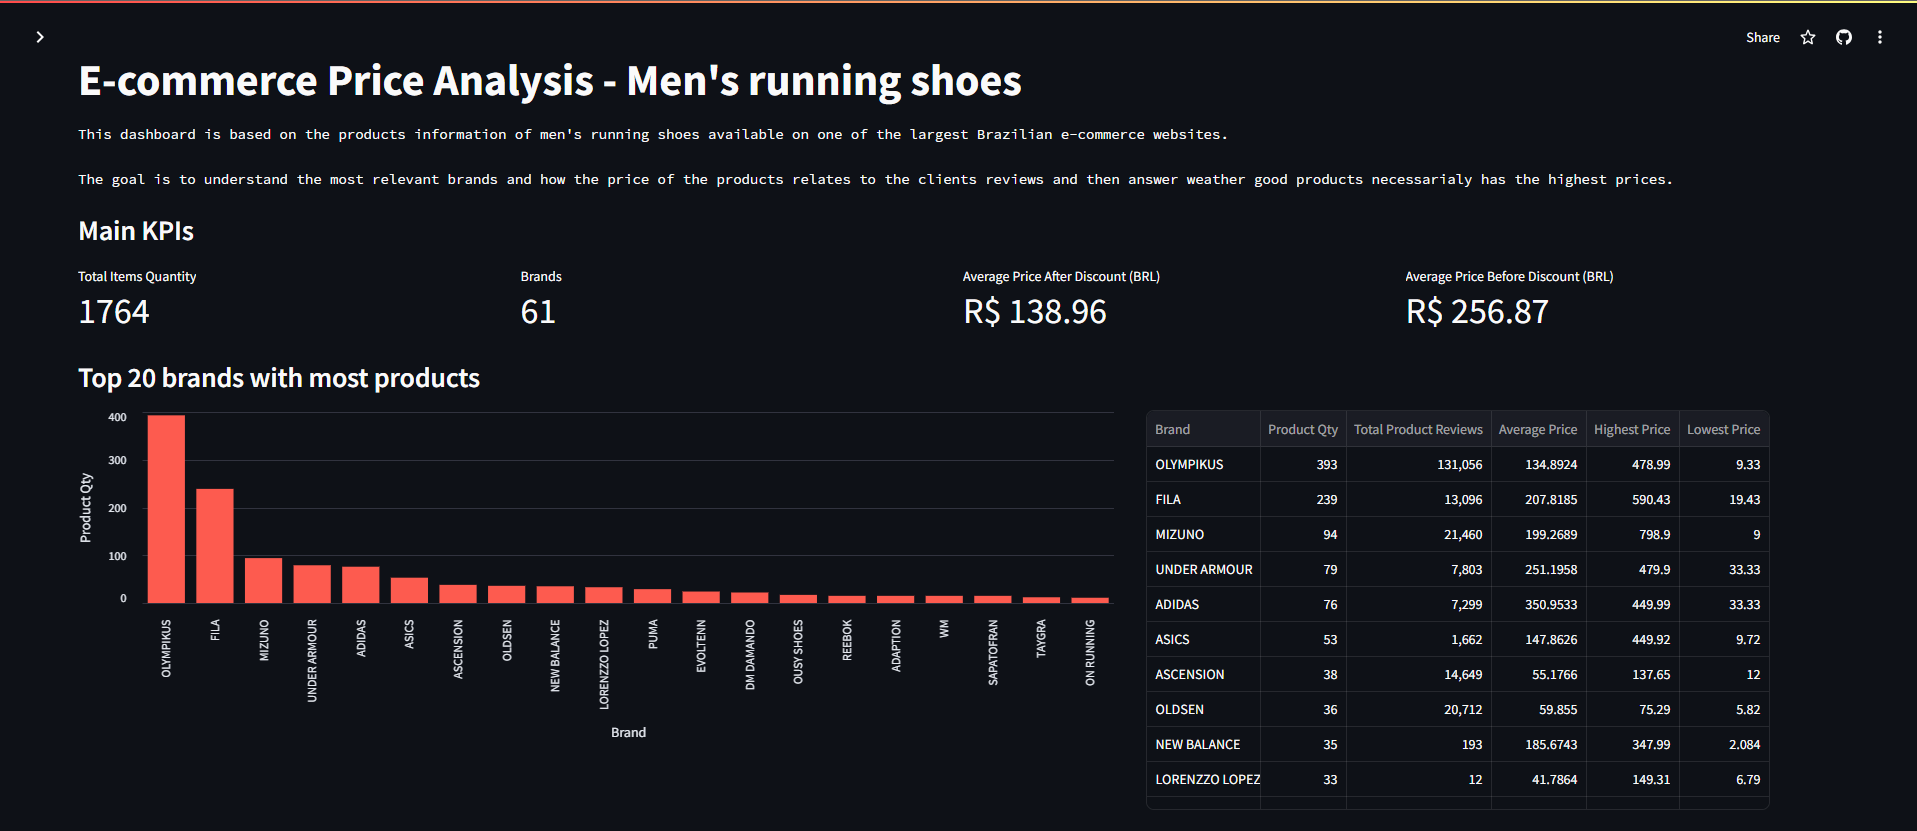 Share
E-commerce Price Analysis - Men's running shoes
This dashboard is based on the products information of men's running shoes available on one of the largest Brazilian e-commerce websites.
The goal is to understand the most relevant brands and how the price of the products relates to the clients reviews and then answer weather good products necessarialy has the highest prices.
Main KPIs
Total Items Quantity
1764
Brands
61
Average Price After Discount (BRL)
R$ 138.96
Average Price Before Discount (BRL)
R$ 256.87
Top 20 brands with most products
Product Qty
400
300
200
100
0
OLYMPIKUS
FILA
MIZUNO
UNDER ARMOUR
ADIDAS
ASICS
ASCENSION
OLDSEN
NEW BALANCE
LORENZZO LOPEZ
PUMA
EVOLTENN
DM DAMANDO
OUSY SHOES
REEBOK
ADAPTION
WM
SAPATOFRAN
TAYGRA
ON RUNNING
Brand
Brand Product Qty Total Product Reviews Average Price Highest Price Lowest Price
OLYMPIKUS 393 131,056 134.8924 478.99 9.33
FILA 239 13,096 207.8185 590.43 19.43
MIZUNO 94 21,460 199.2689 798.9 9
UNDER ARMOUR 79 7,803 251.1958 479.9 33.33
ADIDAS 76 7,299 350.9533 449.99 33.33
ASICS 53 1,662 147.8626 449.92 9.72
ASCENSION 38 14,649 55.1766 137.65 12
OLDSEN 36 20,712 59.855 75.29 5.82
NEW BALANCE 35 193 185.6743 347.99 2.084
LORENZZO LOPEZ 33 12 41.7864 149.31 6.79